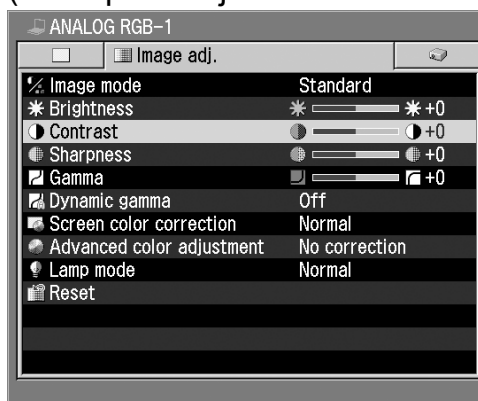 ANALOG RGB-1
Image adj.
Image mode Standard
Brightness +0
Contrast +0
Sharpness +0
Gamma +0
Dynamic gamma Off
Screen color correction Normal
Advanced color adjustment No correction
Lamp mode Normal
Reset